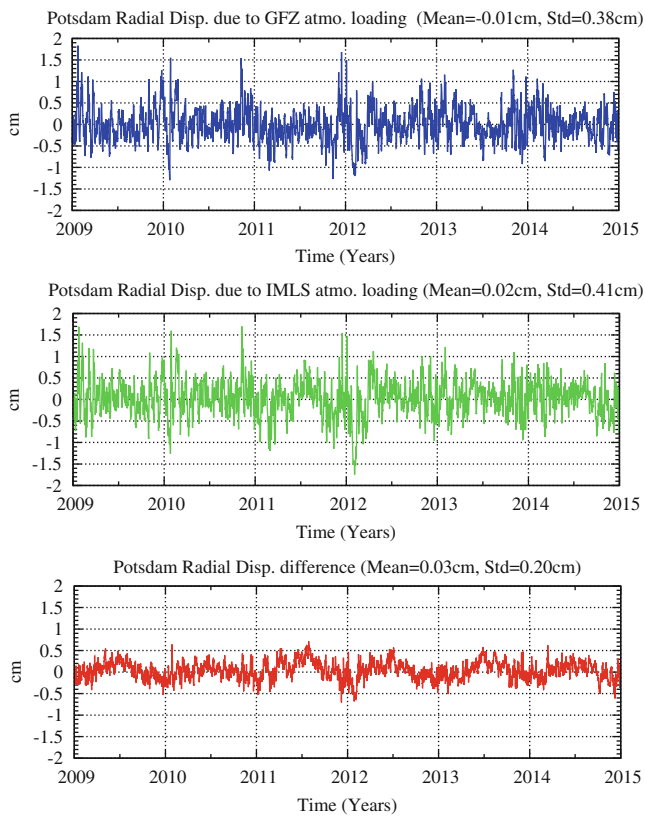 Potsdam Radial Disp. due to GFZ atmo. loading (Mean=-0.01cm, Std=0.38cm)
2
1.5
1
0.5
0
-0.5
-1
-1.5
-2
cm
2009 2010 2011 2012 2013 2014 2015
Time (Years)
Potsdam Radial Disp. due to IMLS atmo. loading (Mean=0.02cm, Std=0.41cm)
2
1.5
1
0.5
0
-0.5
-1
-1.5
-2
cm
2009 2010 2011 2012 2013 2014 2015
Time (Years)
Potsdam Radial Disp. difference (Mean=0.03cm, Std=0.20cm)
2
1.5
1
0.5
0
-0.5
-1
-1.5
-2
cm
2009 2010 2011 2012 2013 2014 2015
Time (Years)